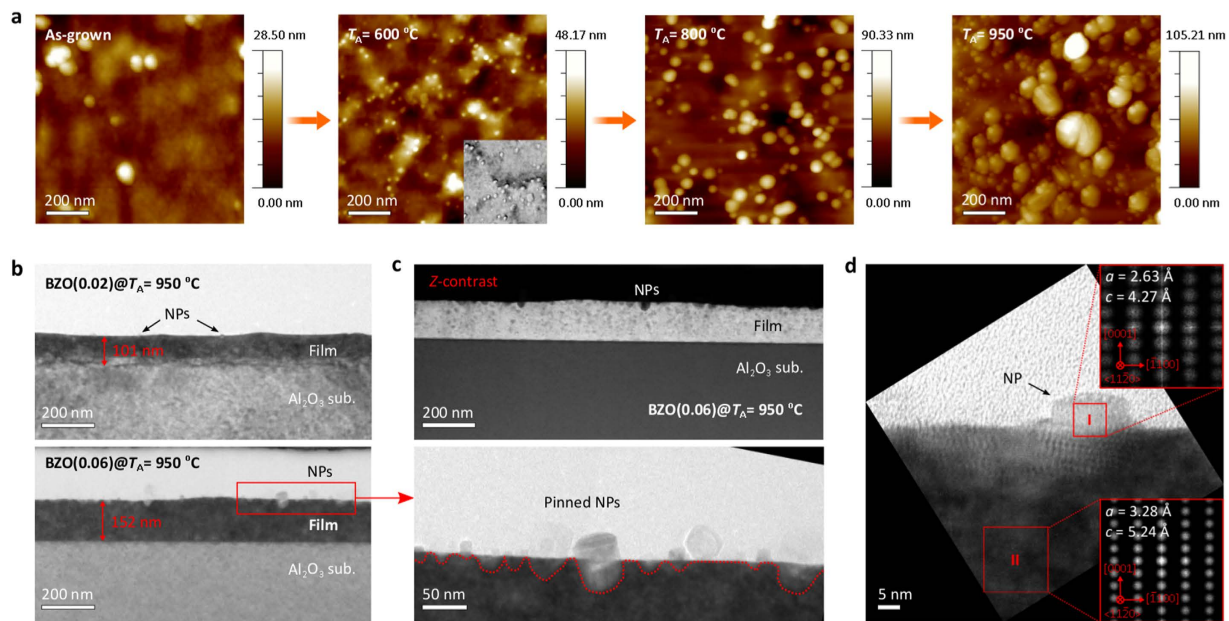 a
As-grown
28.50 nm
0.00 nm
200 nm
T_A= 600 °C
48.17 nm
0.00 nm
200 nm
T_A= 800 °C
90.33 nm
0.00 nm
200 nm
T_A= 950 °C
105.21 nm
0.00 nm
200 nm
b
BZO(0.02)@T_A= 950 °C
NPs
101 nm
Film
Al₂O₃ sub.
200 nm
BZO(0.06)@T_A= 950 °C
NPs
152 nm
Film
Al₂O₃ sub.
200 nm
c
Z-contrast
NPs
Film
Al₂O₃ sub.
200 nm
BZO(0.06)@T_A= 950 °C
Pinned NPs
50 nm
d
a = 2.63 Å
c = 4.27 Å
[0001]
[1̅100]
<112̅0>
NP
I
II
a = 3.28 Å
c = 5.24 Å
[0001]
[1̅100]
<112̅0>
5 nm